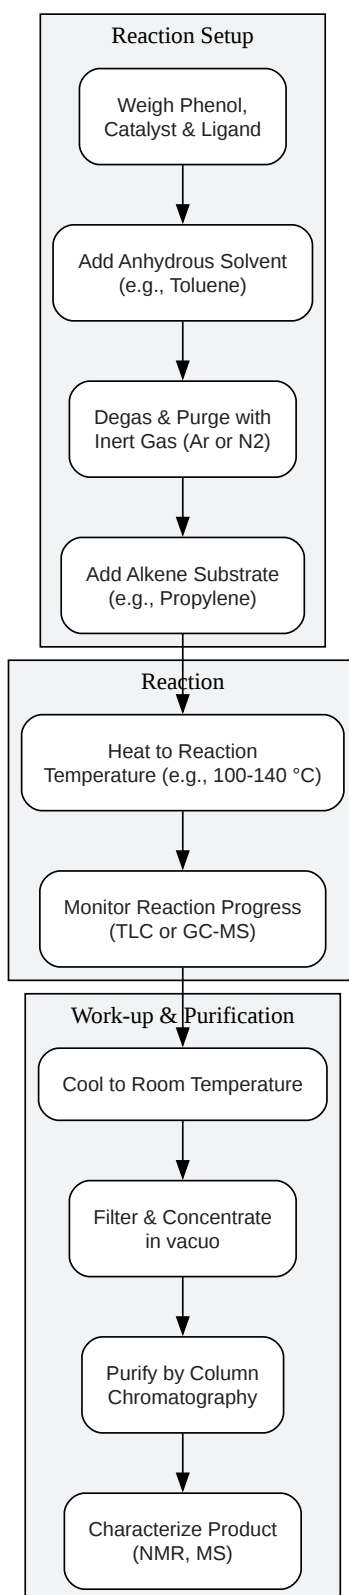 Reaction Setup
Weigh Phenol,
Catalyst & Ligand
Add Anhydrous Solvent
(e.g., Toluene)
Degas & Purge with
Inert Gas (Ar or N2)
Add Alkene Substrate
(e.g., Propylene)
Reaction
Heat to Reaction
Temperature (e.g., 100-140 °C)
Monitor Reaction Progress
(TLC or GC-MS)
Work-up & Purification
Cool to Room Temperature
Filter & Concentrate
in vacuo
Purify by Column
Chromatography
Characterize Product
(NMR, MS)